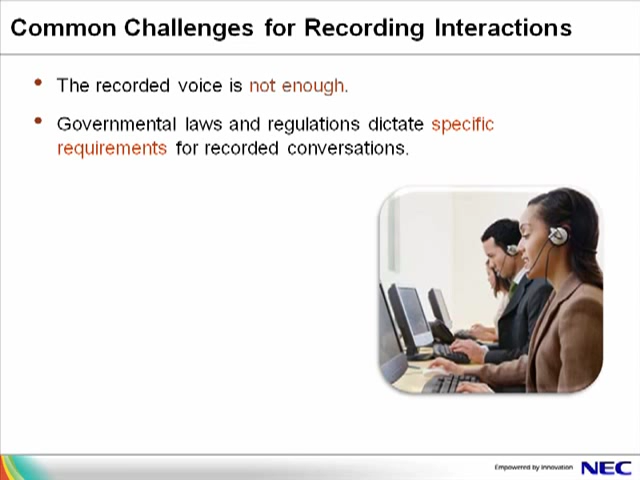 Common Challenges for Recording Interactions
• The recorded voice is not enough.
• Governmental laws and regulations dictate specific
requirements for recorded conversations.
Empowered by Innovation NEC